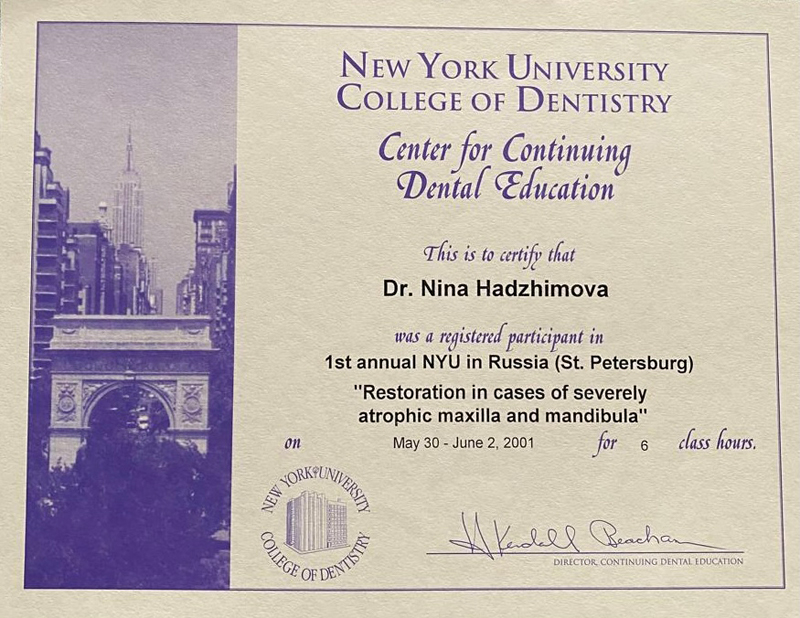 NEW YORK UNIVERSITY
COLLEGE OF DENTISTRY
Center for Continuing
Dental Education
This is to certify that
Dr. Nina Hadzhimova
was a registered participant in
1st annual NYU in Russia (St. Petersburg)
"Restoration in cases of severely
atrophic maxilla and mandibula"
on May 30 - June 2, 2001 for 6 class hours.
NEW YORK UNIVERSITY
COLLEGE OF DENTISTRY
H Kendall Beacham
DIRECTOR, CONTINUING DENTAL EDUCATION